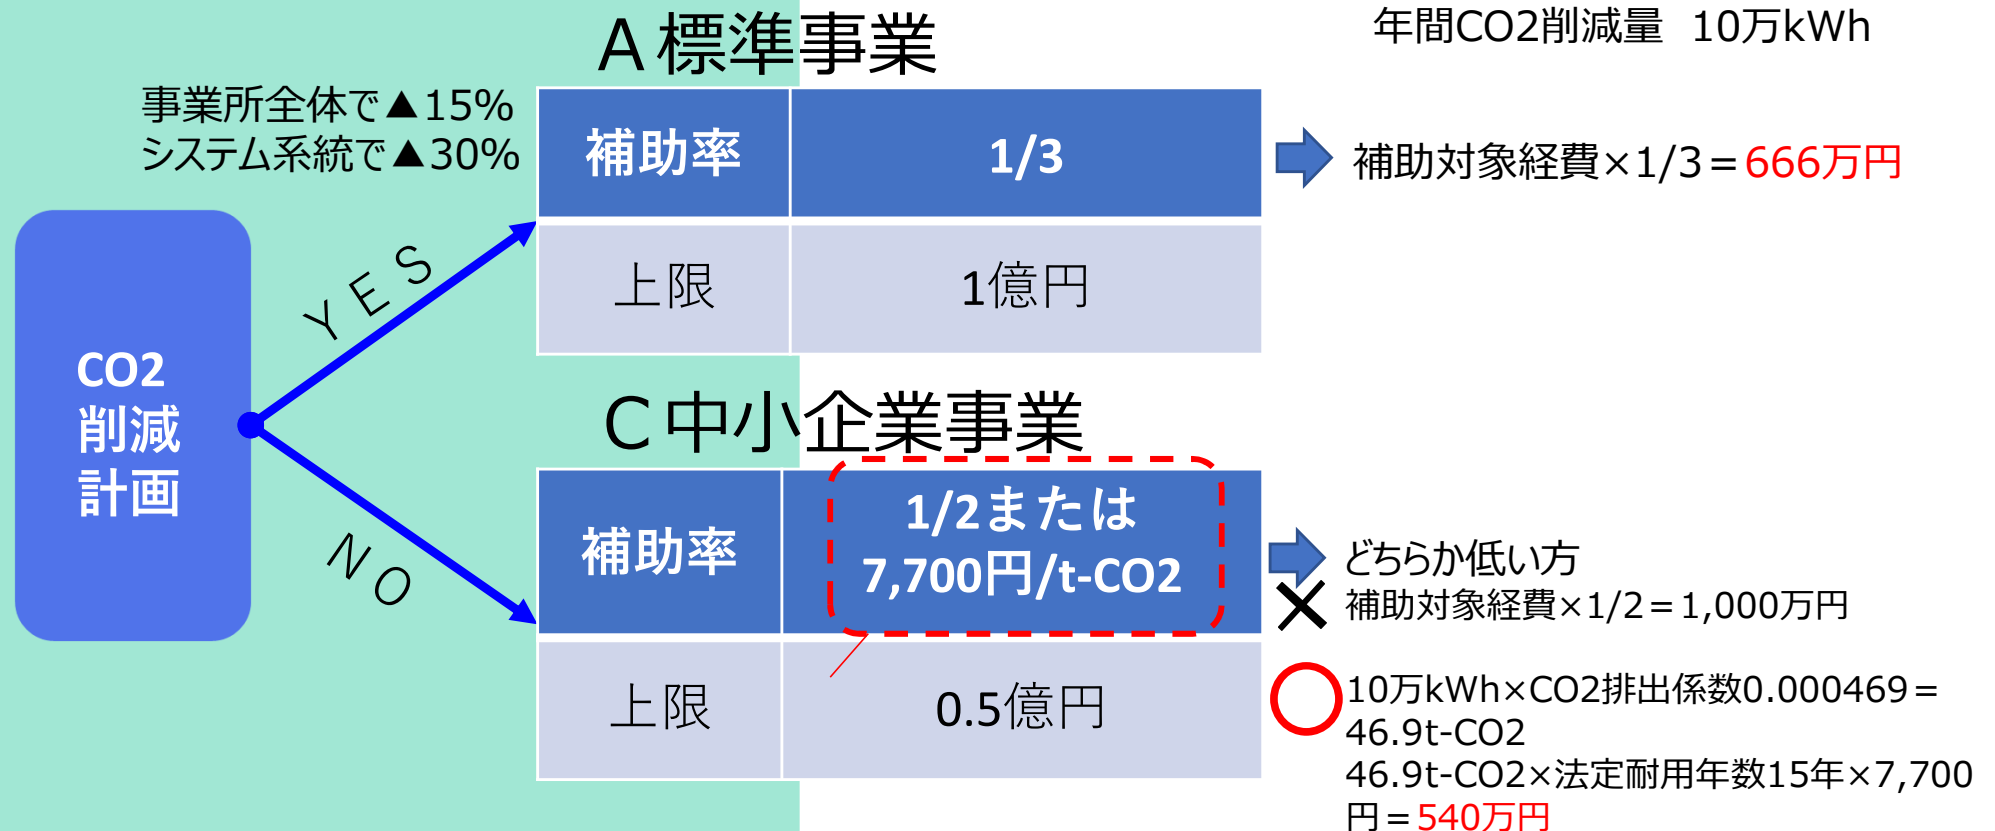 年間CO2削減量 10万kWh
A 標準事業
事業所全体で▲15%
システム系統で▲30%
補助率 1/3
補助対象経費×1/3＝666万円
上限 1億円
CO2
削減
計画
ＹＥＳ
ＮＯ
C 中小企業事業
補助率
1/2または
7,700円/t-CO2
どちらか低い方
補助対象経費×1/2＝1,000万円
上限 0.5億円
10万kWh×CO2排出係数0.000469＝
46.9t-CO2
46.9t-CO2×法定耐用年数15年×7,700
円＝540万円